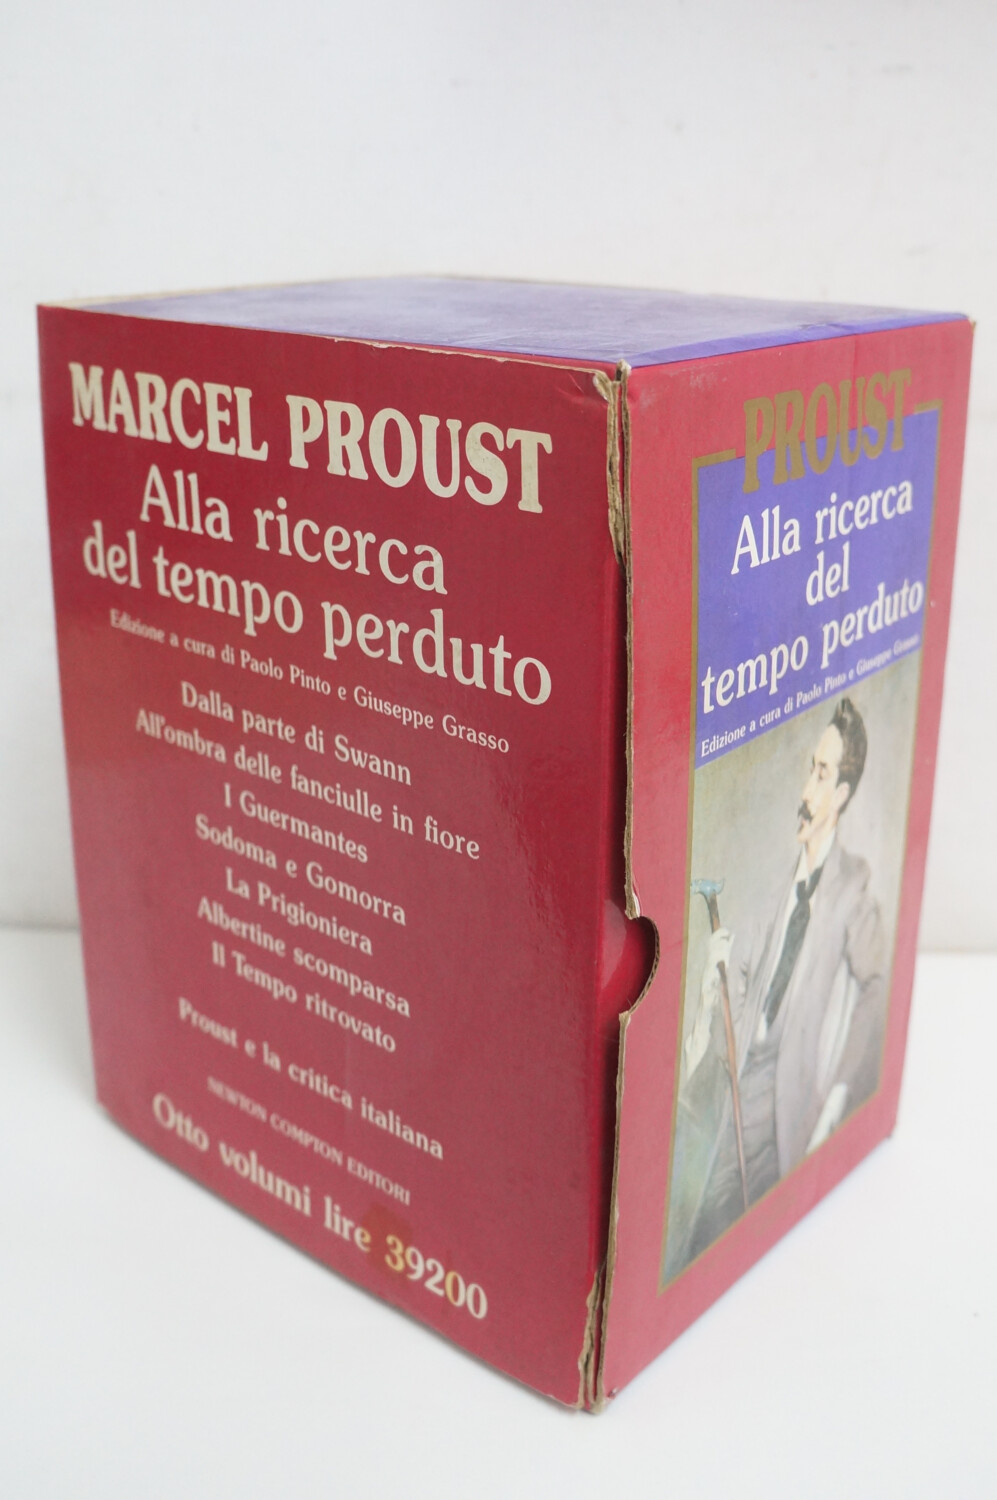 MARCEL PROUST
Alla ricerca
del tempo perduto
Edizione a cura di Paolo Pinto e Giuseppe Grasso
Dalla parte di Swann
All'ombra delle fanciulle in fiore
I Guermantes
Sodoma e Gomorra
La Prigioniera
Albertine scomparsa
Il Tempo ritrovato
Proust e la critica italiana
NEWTON COMPTON EDITORI
Otto volumi lire 39200
PROUST
Alla ricerca
del
tempo perduto
Edizione a cura di Paolo Pinto e Giuseppe Grasso